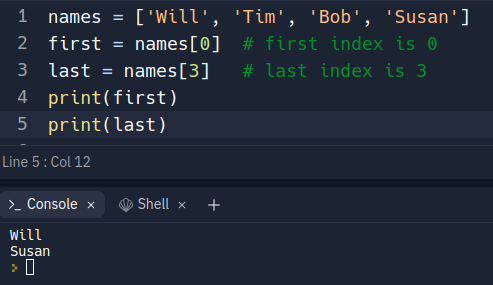 1 names = ['Will', 'Tim', 'Bob', 'Susan']
2 first = names[0]  # first index is 0
3 last = names[3]   # last index is 3
4 print(first)
5 print(last)
Line 5 : Col 12
>_ Console × Shell × +
Will
Susan
>